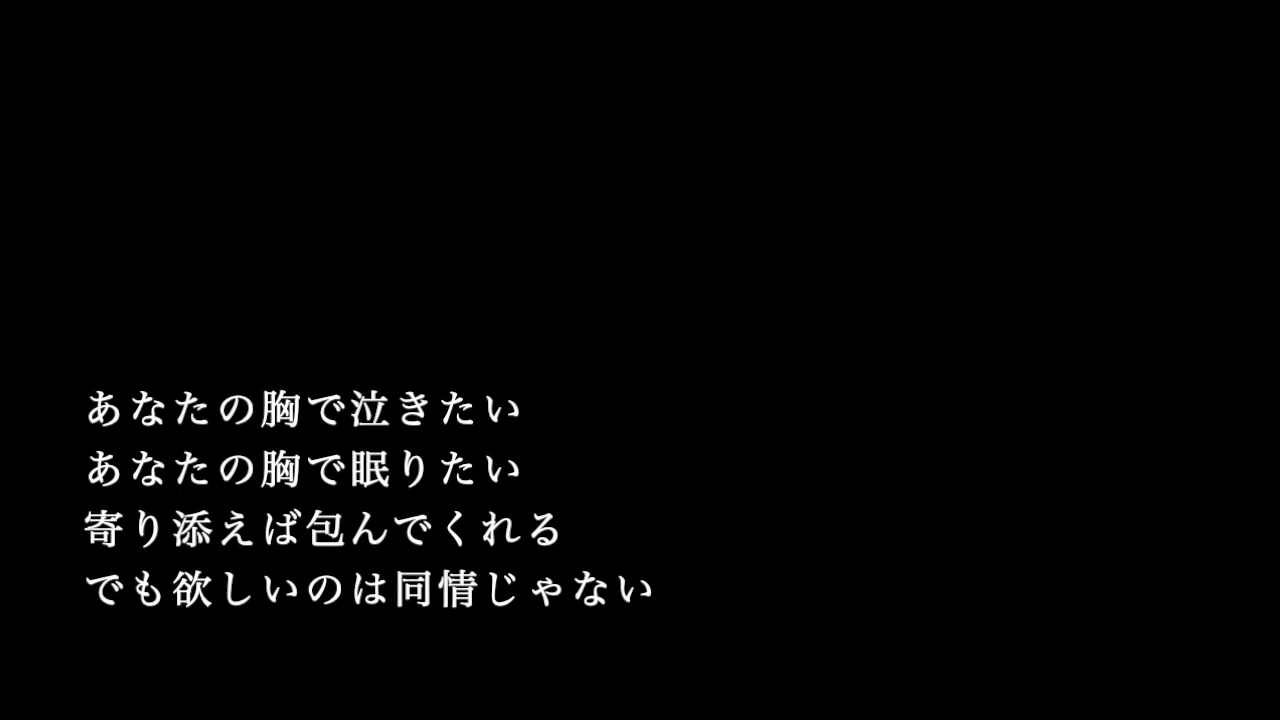 あなたの胸で泣きたい
あなたの胸で眠りたい
寄り添えば包んでくれる
でも欲しいのは同情じゃない